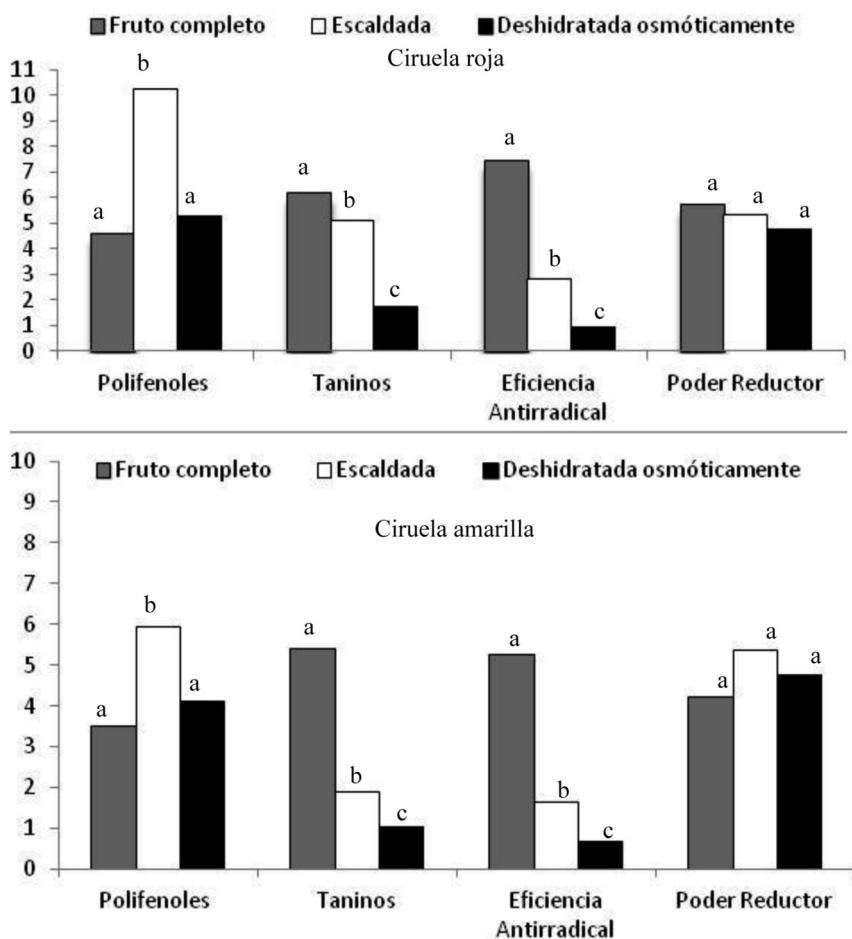 Fruto completo Escaldada Deshidratada osmóticamente
Ciruela roja
11
10
9
8
7
6
5
4
3
2
1
0
a b a
a b c
a b c
a a a
Polifenoles Taninos Eficiencia Antirradical Poder Reductor
10
9
8
7
6
5
4
3
2
1
0
Fruto completo Escaldada Deshidratada osmóticamente
Ciruela amarilla
a b a
a b c
a b c
a a a
Polifenoles Taninos Eficiencia Antirradical Poder Reductor